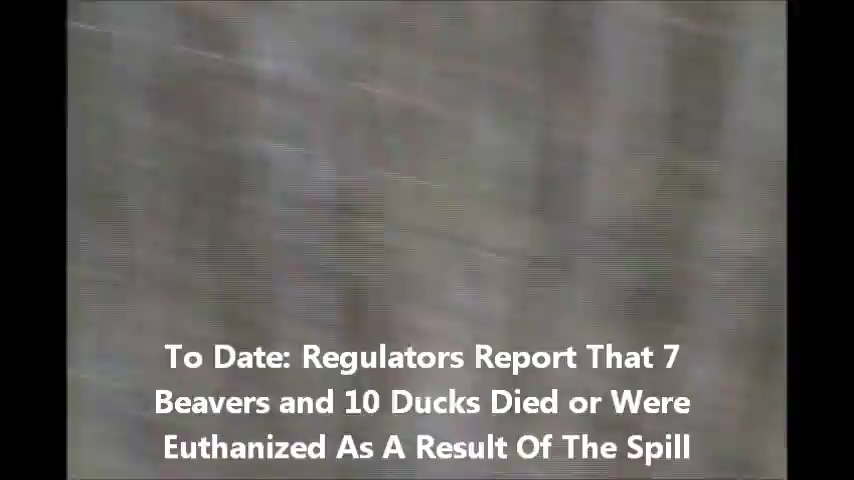 To Date: Regulators Report That 7
Beavers and 10 Ducks Died or Were
Euthanized As A Result Of The Spill